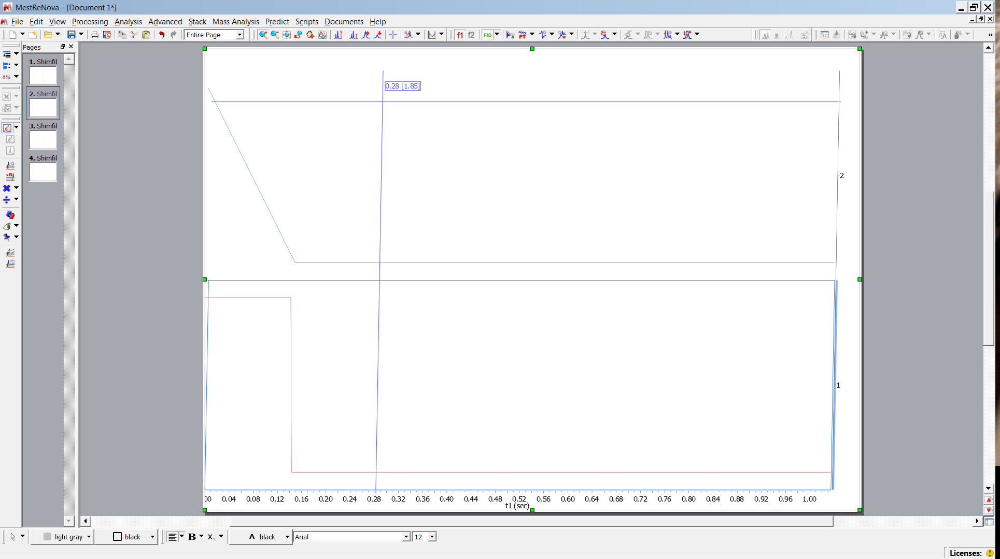 MestReNova - [Document 1*]
File Edit View Processing Analysis Advanced Stack Mass Analysis Predict Scripts Documents Help
Entire Page
f1 f2 FID
»
Pages
1. Shimfil
2. Shimfil
3. Shimfil
4. Shimfil
0.28 [1.85]
2
1
00 0.04 0.08 0.12 0.16 0.20 0.24 0.28 0.32 0.36 0.40 0.44 0.48 0.52 0.56 0.60 0.64 0.68 0.72 0.76 0.80 0.84 0.88 0.92 0.96 1.00
t1 (sec)
light gray black B X₂ A black Arial 12
Licenses: